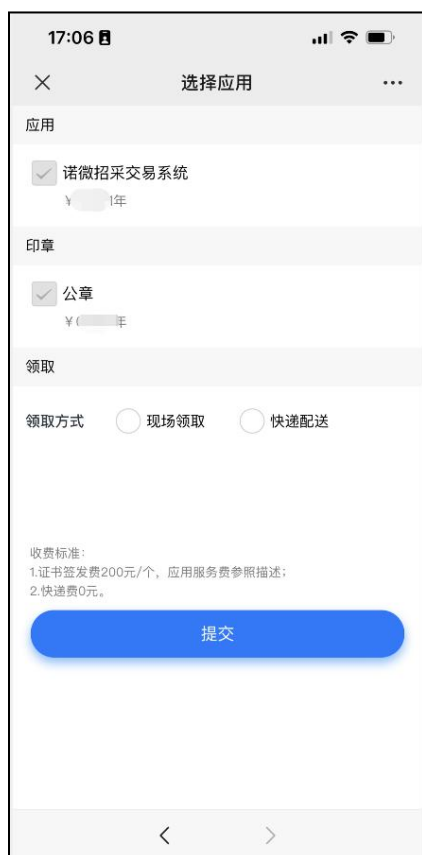 17:06
选择应用
应用
诺微招采交易系统
年
印章
公章
¥
领取
领取方式 现场领取 快递配送
收费标准：
1.证书签发费200元/个，应用服务费参照描述；
2.快递费0元。
提交